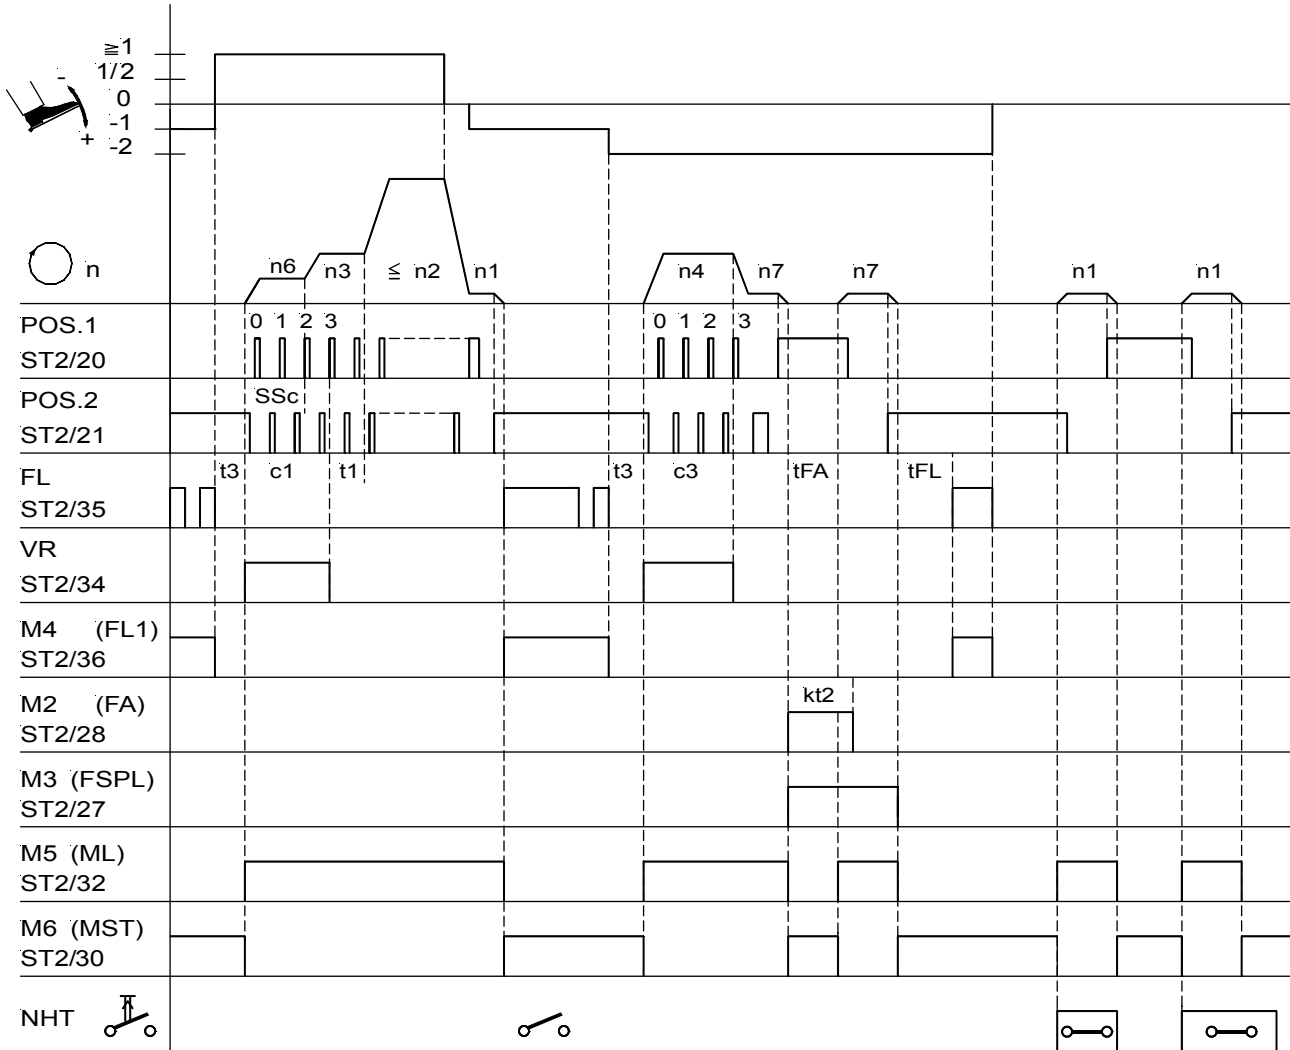 ≧1
1/2
0
-1
-2
-
+
n
n6
n3
≦ n2
n1
n4
n7
n7
n1
n1
POS.1
ST2/20
0 1 2 3
0 1 2 3
POS.2
ST2/21
SSc
FL
ST2/35
t3 c1 t1
t3 c3 tFA tFL
VR
ST2/34
M4 (FL1)
ST2/36
M2 (FA)
ST2/28
kt2
M3 (FSPL)
ST2/27
M5 (ML)
ST2/32
M6 (MST)
ST2/30
NHT